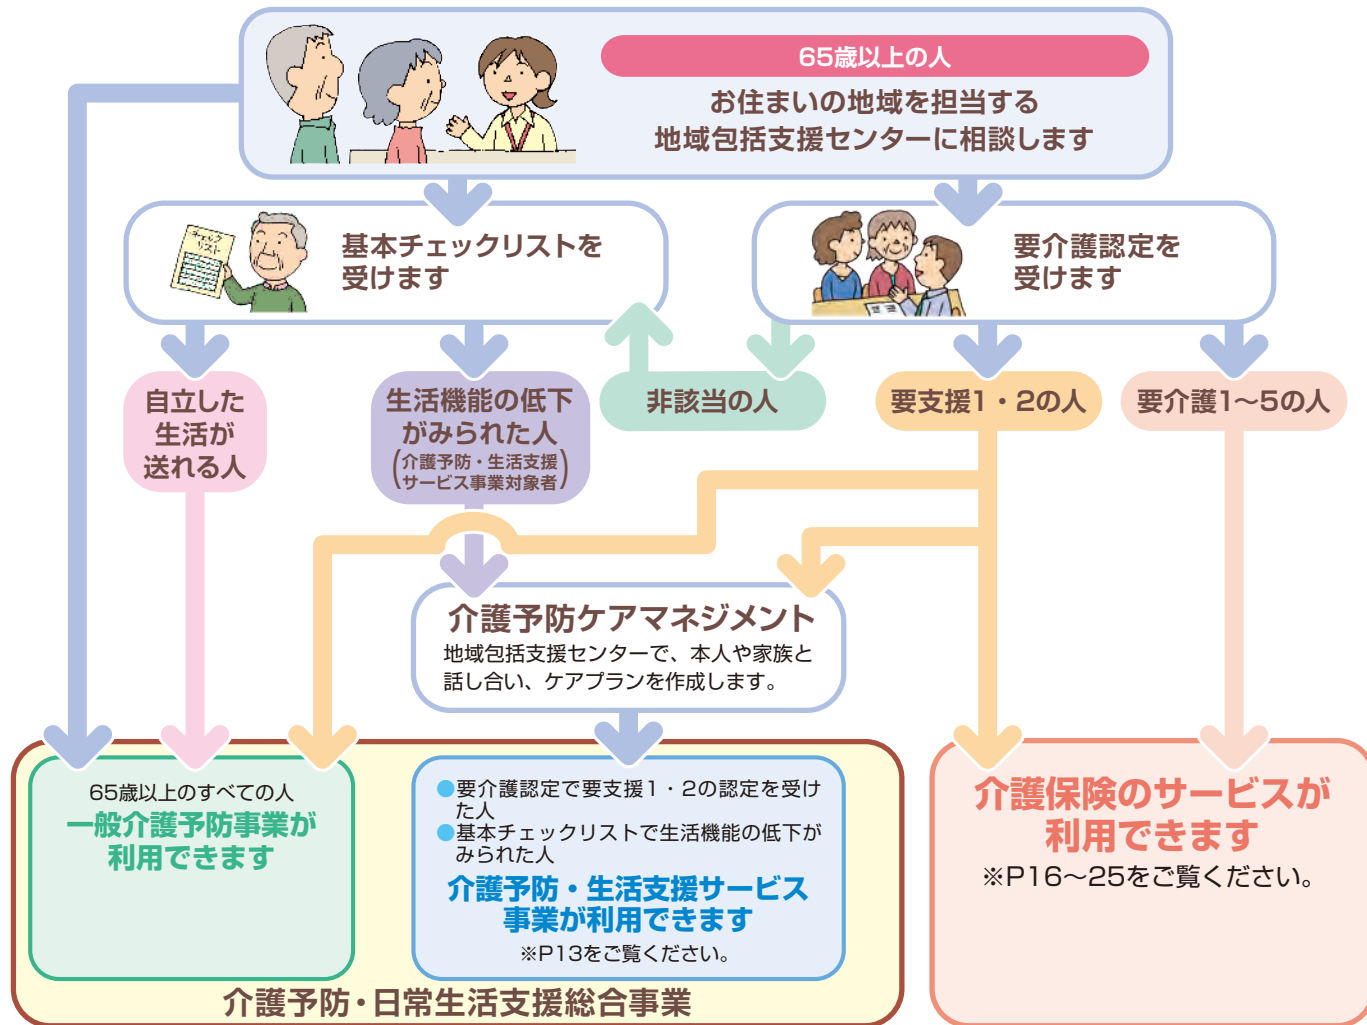 65歳以上の人
お住まいの地域を担当する
地域包括支援センターに相談します
チェック
リスト
基本チェックリストを
受けます
要介護認定を
受けます
自立した
生活が
送れる人
生活機能の低下
がみられた人
(介護予防・生活支援
サービス事業対象者)
非該当の人
要支援1・2の人
要介護1～5の人
介護予防ケアマネジメント
地域包括支援センターで、本人や家族と
話し合い、ケアプランを作成します。
65歳以上のすべての人
一般介護予防事業が
利用できます
●要介護認定で要支援1・2の認定を受け
た人
●基本チェックリストで生活機能の低下が
みられた人
介護予防・生活支援サービス
事業が利用できます
※P13をご覧ください。
介護予防・日常生活支援総合事業
介護保険のサービスが
利用できます
※P16～25をご覧ください。